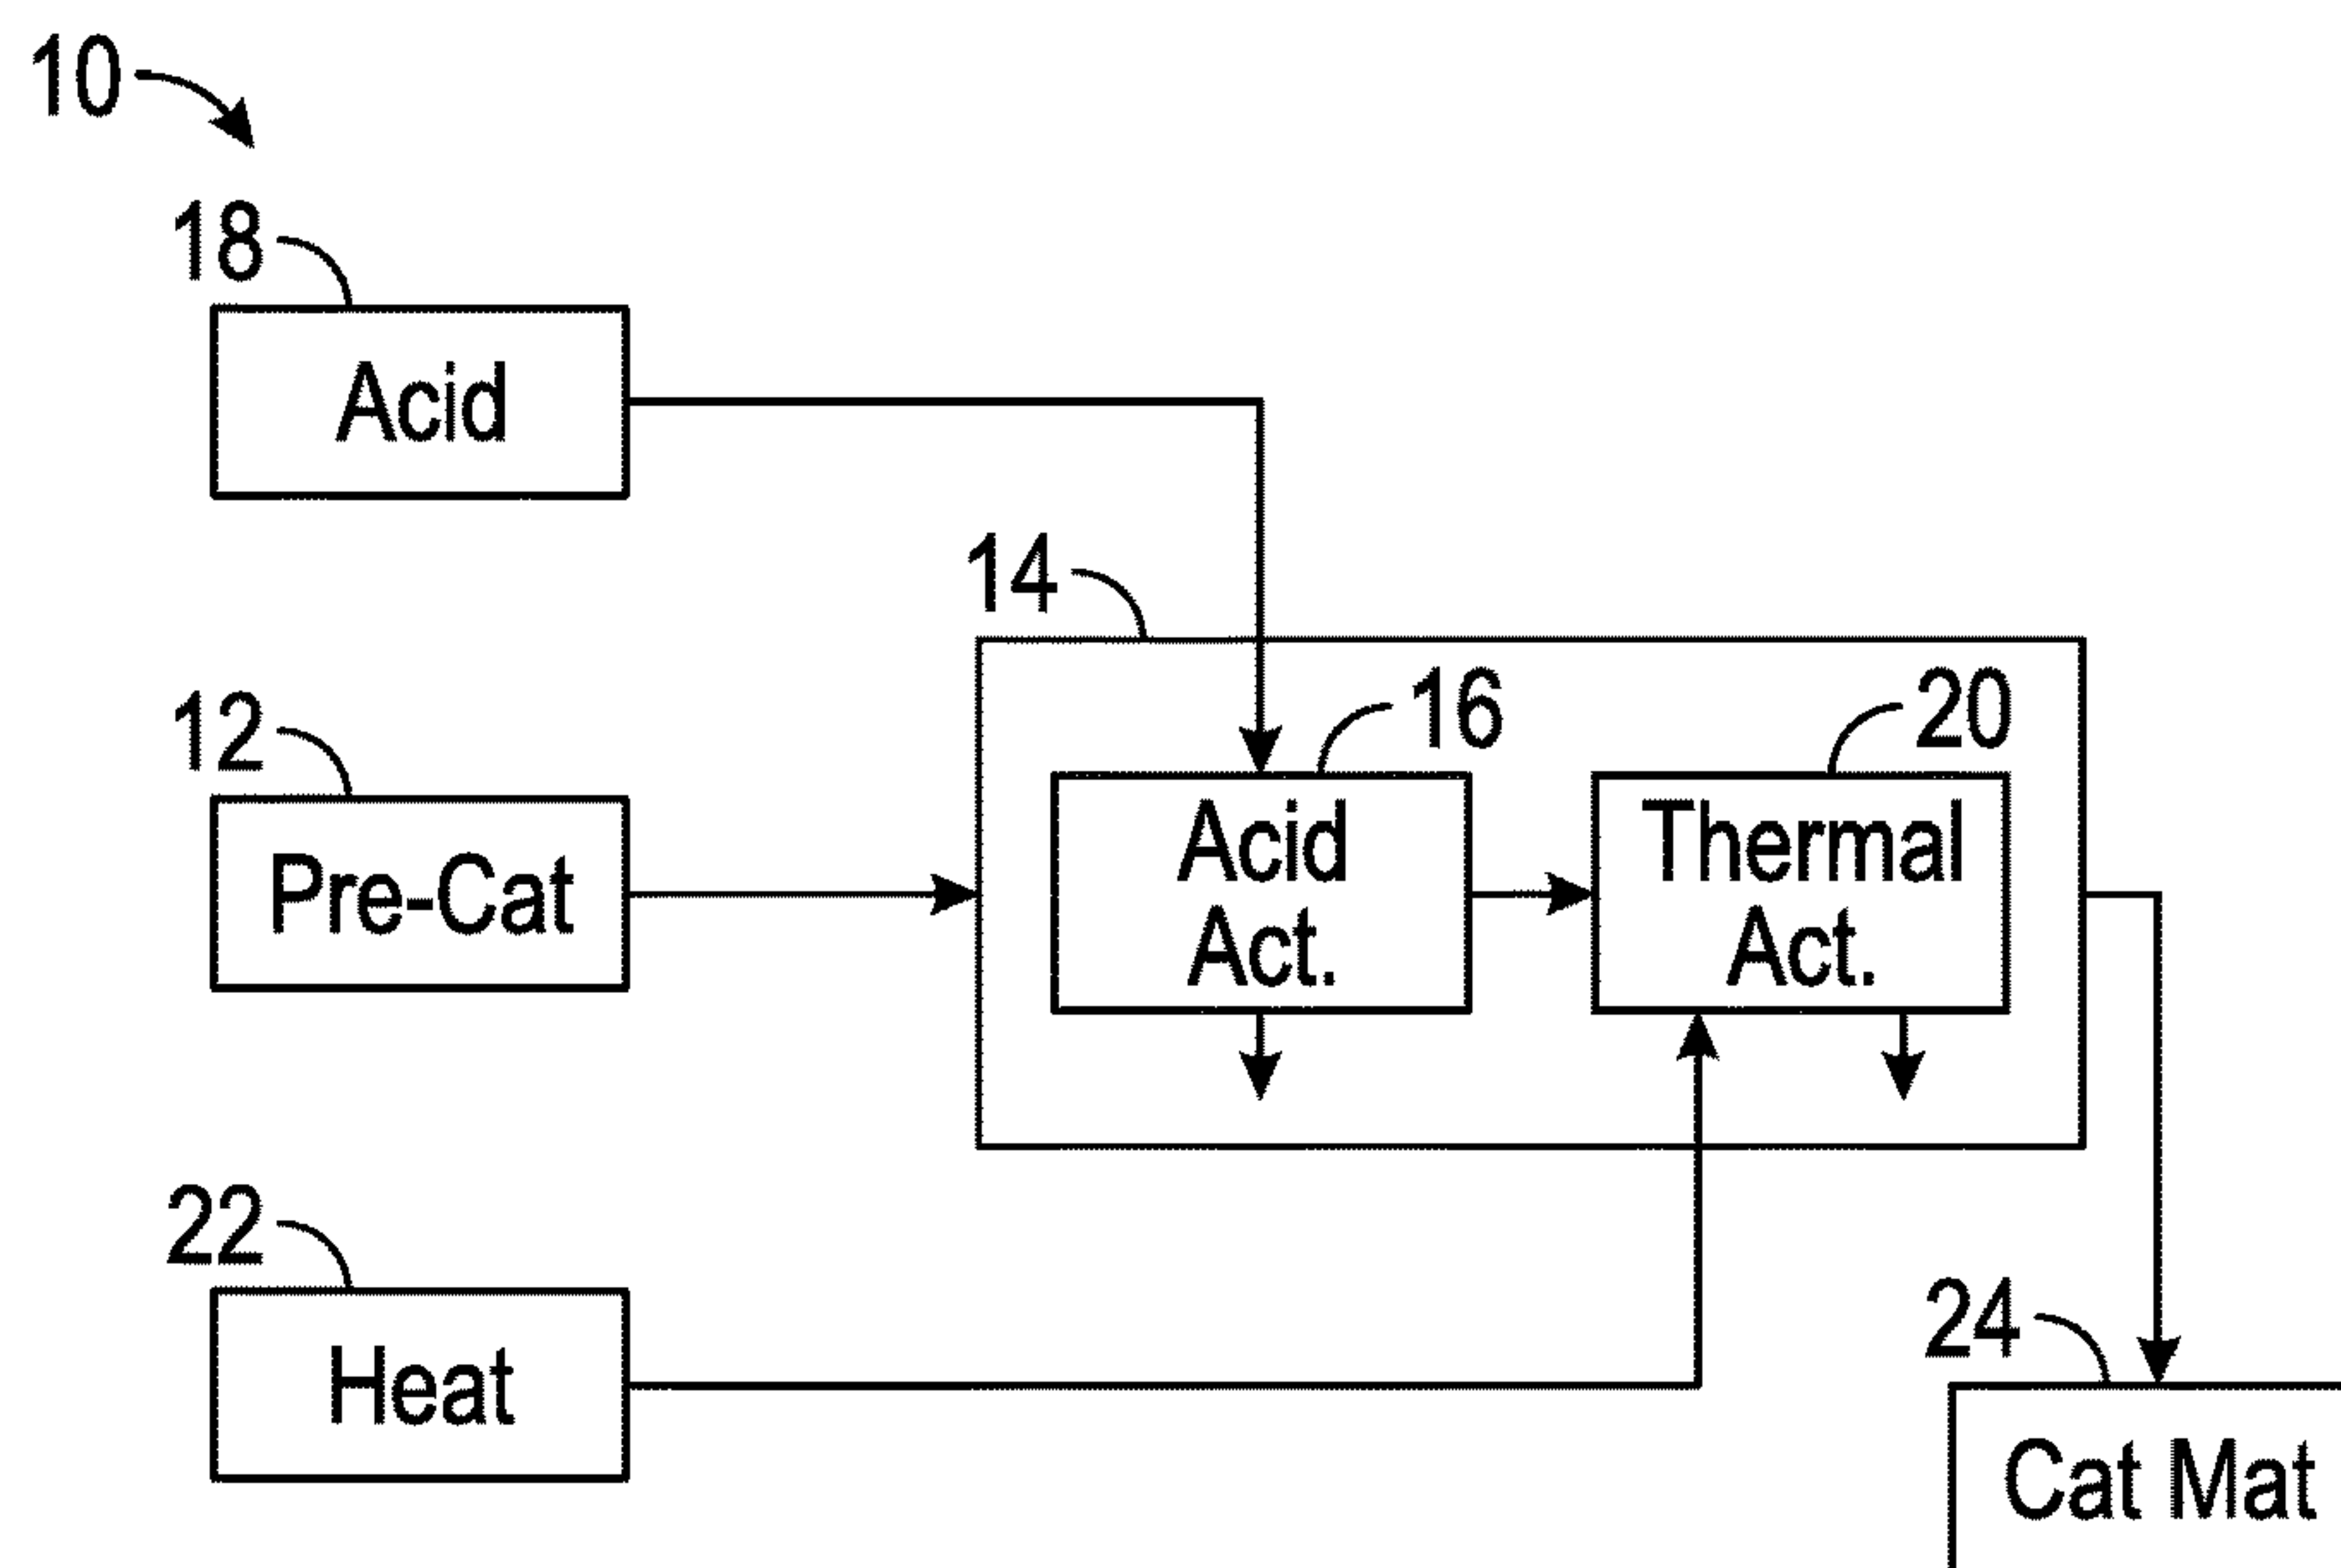 10
18
Acid
14
12
16
20
Pre-Cat
Acid
Act.
Thermal
Act.
22
Heat
24
Cat Mat